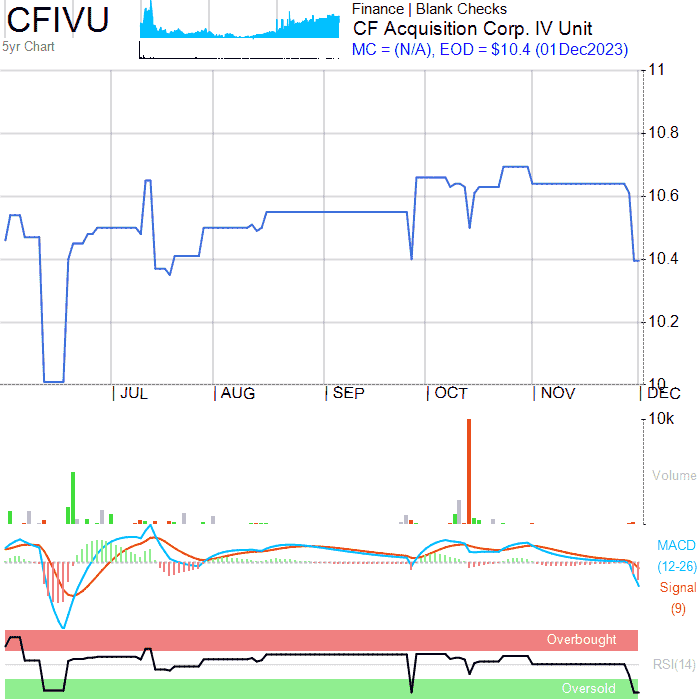 CFIVU
5yr Chart
Finance | Blank Checks
CF Acquisition Corp. IV Unit
MC = (N/A), EOD = $10.4 (01Dec2023)
11
10.8
10.6
10.4
10.2
10
JUL AUG SEP OCT NOV DEC
10k
Volume
MACD
(12-26)
Signal
(9)
Overbought
RSI(14)
Oversold